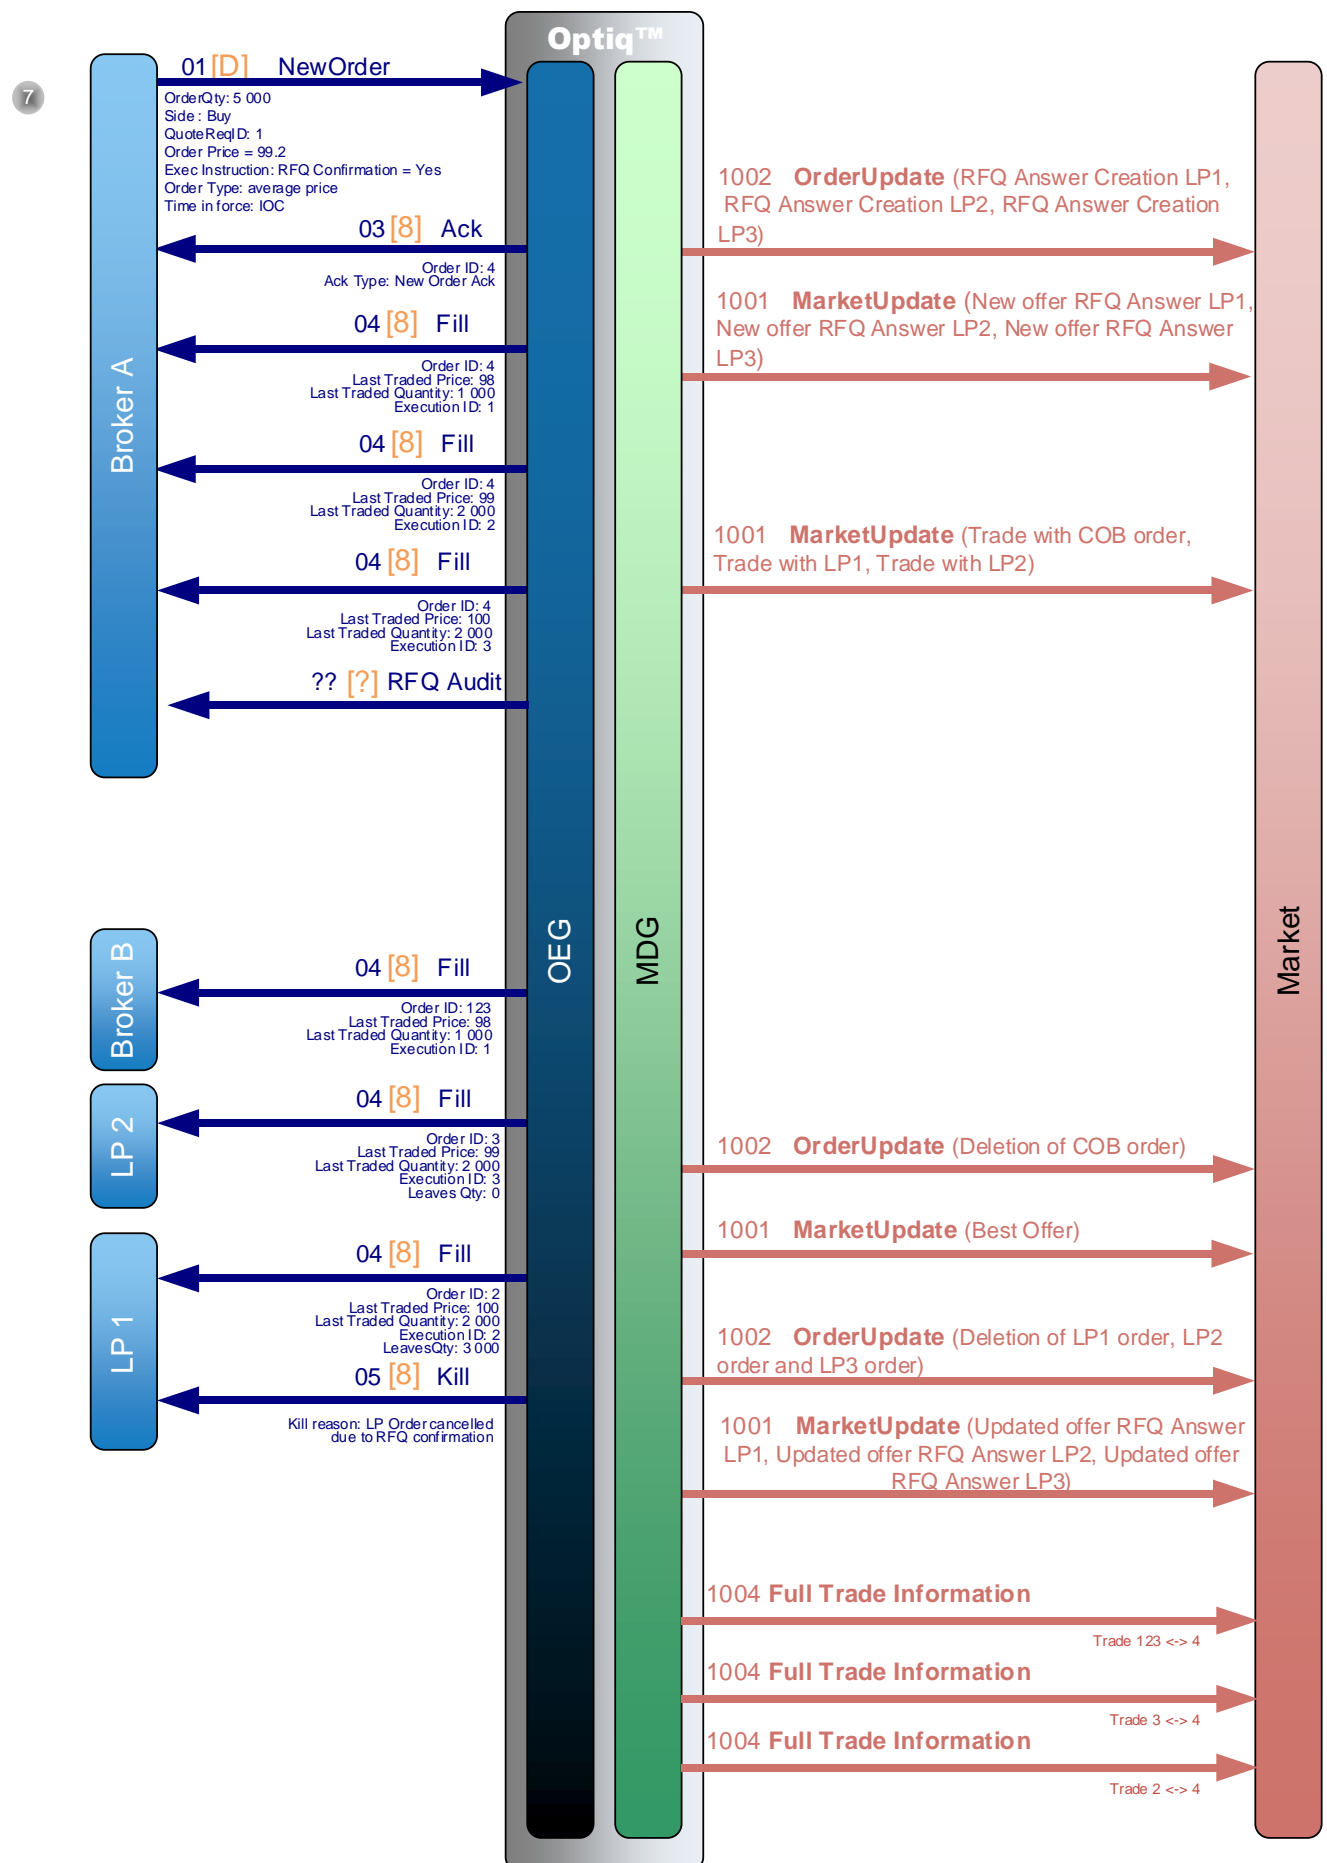 Optiq™
7
01 [D] NewOrder
OrderQty: 5 000
Side : Buy
QuoteReqID: 1
Order Price = 99.2
Exec Instruction: RFQ Confirmation = Yes
Order Type: average price
Time in force: IOC
03 [8] Ack
Order ID: 4
Ack Type: New Order Ack
04 [8] Fill
Order ID: 4
Last Traded Price: 98
Last Traded Quantity: 1 000
Execution ID: 1
04 [8] Fill
Order ID: 4
Last Traded Price: 99
Last Traded Quantity: 2 000
Execution ID: 2
04 [8] Fill
Order ID: 4
Last Traded Price: 100
Last Traded Quantity: 2 000
Execution ID: 3
?? [?] RFQ Audit
Broker A
Broker B
04 [8] Fill
Order ID: 123
Last Traded Price: 98
Last Traded Quantity: 1 000
Execution ID: 1
LP 2
04 [8] Fill
Order ID: 3
Last Traded Price: 99
Last Traded Quantity: 2 000
Execution ID: 3
Leaves Qty: 0
LP 1
04 [8] Fill
Order ID: 2
Last Traded Price: 100
Last Traded Quantity: 2 000
Execution ID: 2
LeavesQty: 3 000
05 [8] Kill
Kill reason: LP Order cancelled
due to RFQ confirmation
OEG
MDG
1002 OrderUpdate (RFQ Answer Creation LP1,
RFQ Answer Creation LP2, RFQ Answer Creation
LP3)
1001 MarketUpdate (New offer RFQ Answer LP1,
New offer RFQ Answer LP2, New offer RFQ Answer
LP3)
1001 MarketUpdate (Trade with COB order,
Trade with LP1, Trade with LP2)
1002 OrderUpdate (Deletion of COB order)
1001 MarketUpdate (Best Offer)
1002 OrderUpdate (Deletion of LP1 order, LP2
order and LP3 order)
1001 MarketUpdate (Updated offer RFQ Answer
LP1, Updated offer RFQ Answer LP2, Updated offer
RFQ Answer LP3)
1004 Full Trade Information
Trade 123 <-> 4
1004 Full Trade Information
Trade 3 <-> 4
1004 Full Trade Information
Trade 2 <-> 4
Market